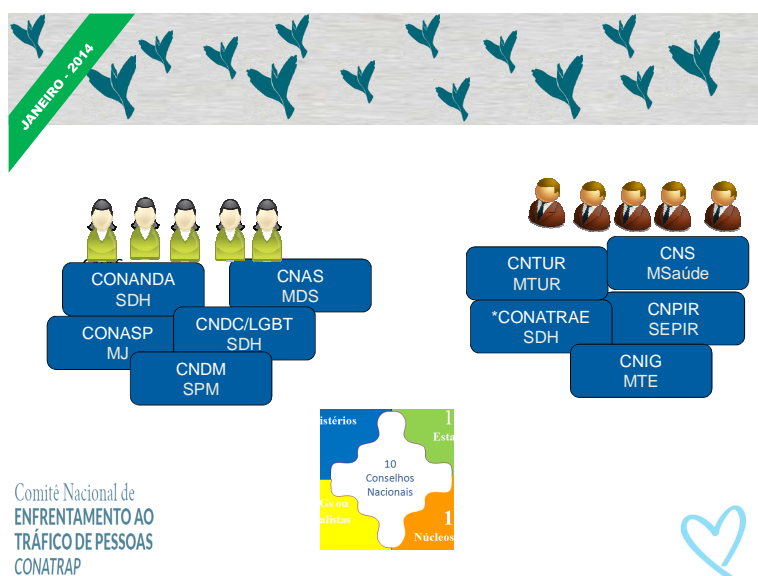 JANEIRO - 2014
CONANDA
SDH
CNAS
MDS
CONASP
MJ
CNDC/LGBT
SDH
CNDM
SPM
CNTUR
MTUR
CNS
MSaúde
*CONATRAE
SDH
CNPIR
SEPIR
CNIG
MTE
istérios
1
Esta
10
Conselhos
Nacionais
G ou
alistas
1
Núcleos
Comitê Nacional de
ENFRENTAMENTO AO
TRÁFICO DE PESSOAS
CONATRAP